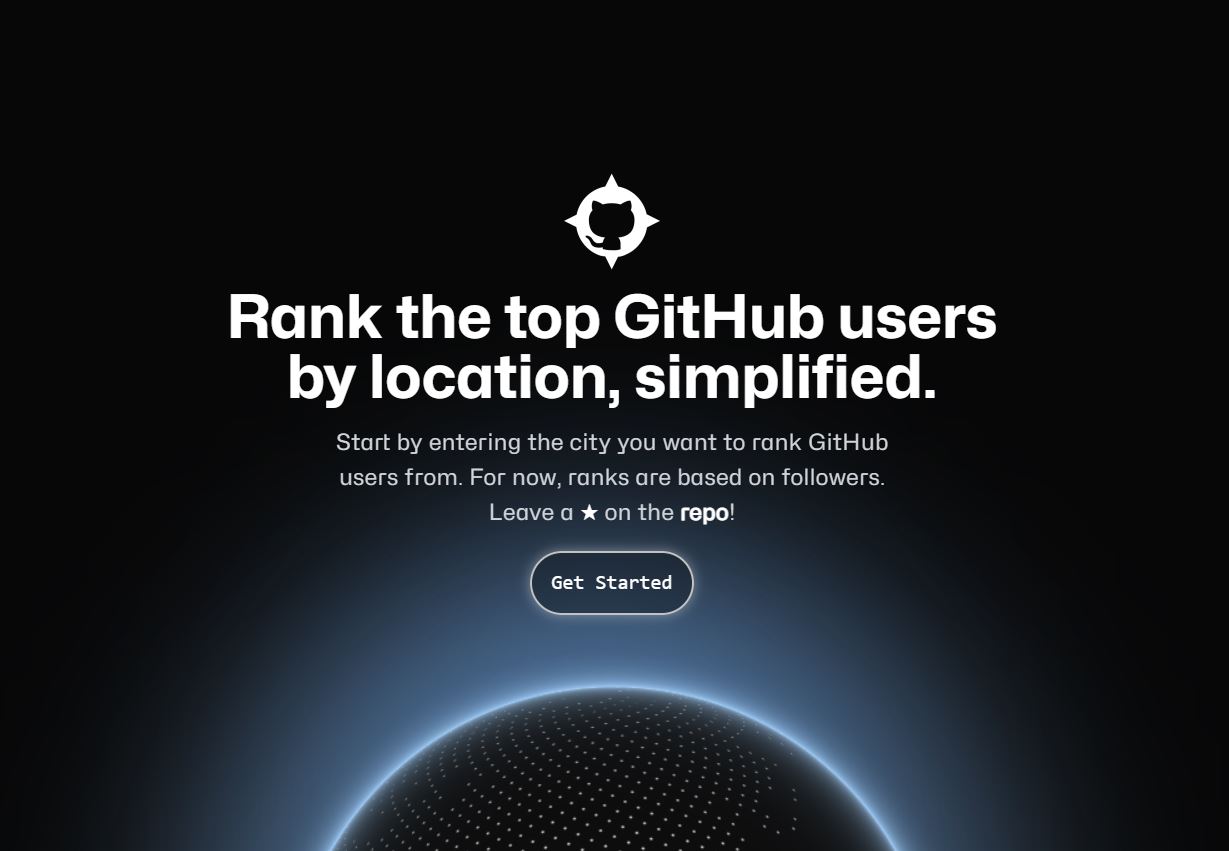 Rank the top GitHub users
by location, simplified.
Start by entering the city you want to rank GitHub
users from. For now, ranks are based on followers.
Leave a ★ on the repo!
Get Started